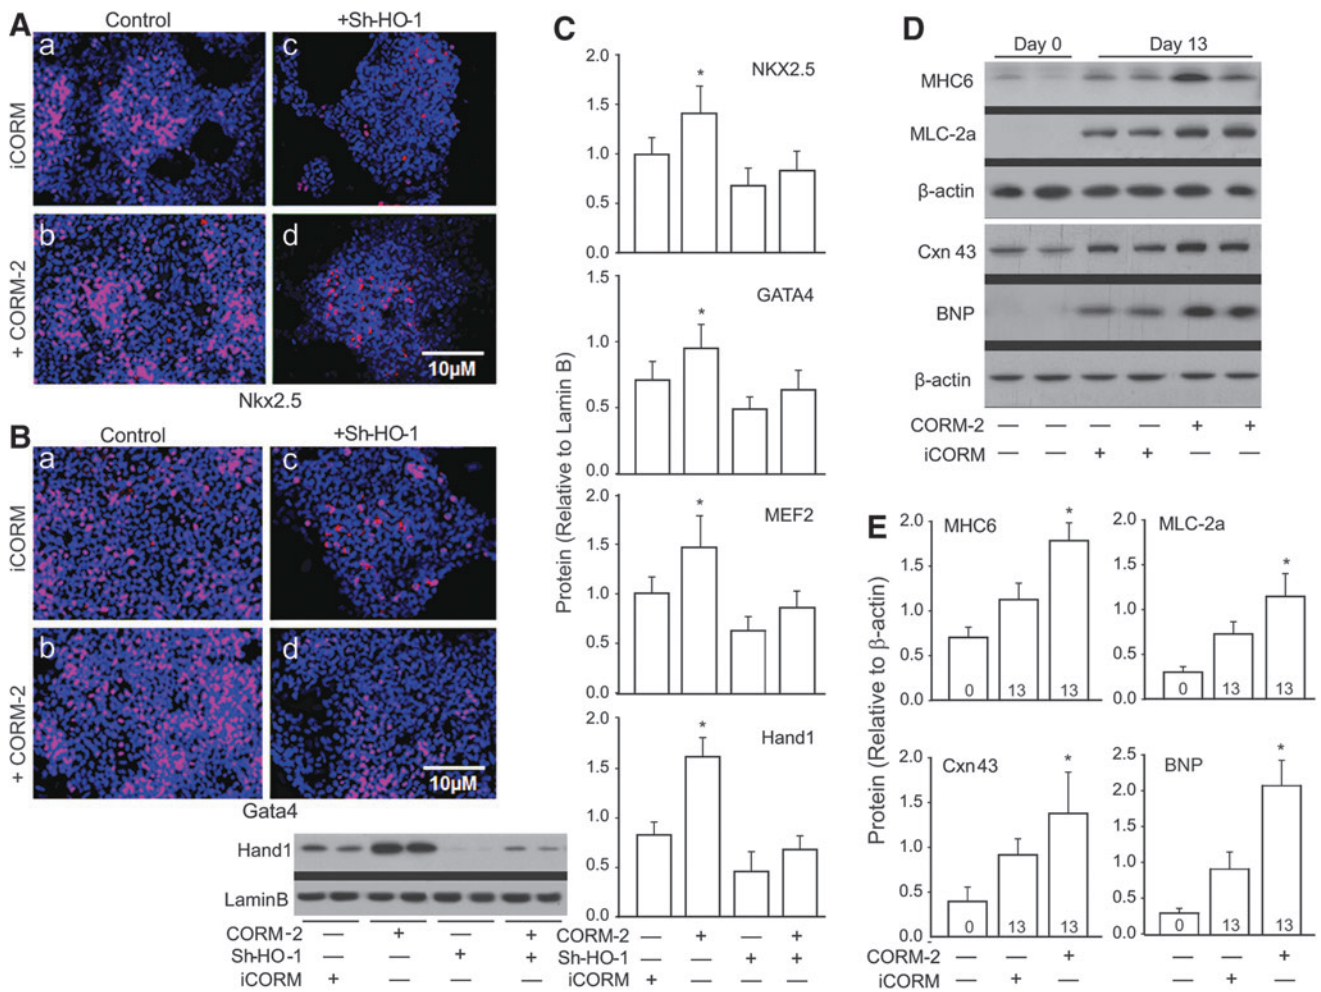 A
Control
+Sh-HO-1
iCORM
a
c
+ CORM-2
b
d
10µM
Nkx2.5
B
Control
+Sh-HO-1
iCORM
a
c
+ CORM-2
b
d
10µM
Gata4
Hand1
LaminB
CORM-2 — + — +
Sh-HO-1 — — + +
iCORM + — — —
C
Protein (Relative to Lamin B)
2.0
NKX2.5
*
1.5
1.0
0.5
0.0
1.5
GATA4
*
1.0
0.5
0.0
2.0
MEF2
*
1.5
1.0
0.5
0.0
2.0
Hand1
*
1.5
1.0
0.5
0.0
CORM-2 — + — +
Sh-HO-1 — — + +
iCORM + — — —
D
Day 0
Day 13
MHC6
MLC-2a
β-actin
Cxn 43
BNP
β-actin
CORM-2 — — — — + +
iCORM — — + + — —
E
Protein (Relative to β-actin)
2.0
MHC6
*
1.5
1.0
0.5
0.0
0 13 13
2.0
MLC-2a
*
1.5
1.0
0.5
0.0
0 13 13
2.0
Cxn 43
*
1.5
1.0
0.5
0.0
0 13 13
2.5
BNP
*
2.0
1.5
1.0
0.5
0.0
0 13 13
CORM-2 — — + — — +
iCORM — + — — + —